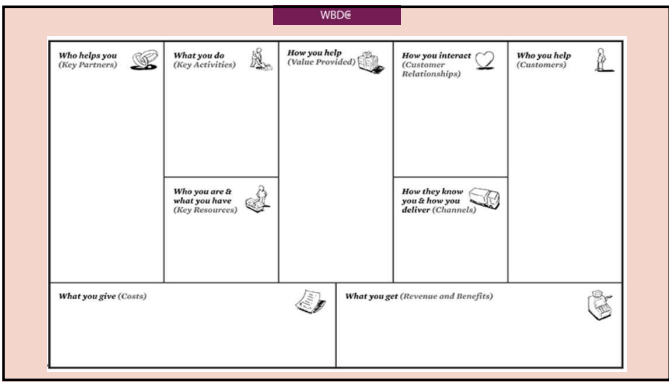 WBDC
Who helps you
(Key Partners)
What you do
(Key Activities)
How you help
(Value Provided)
How you interact
(Customer
Relationships)
Who you help
(Customers)
Who you are &
what you have
(Key Resources)
How they know
you & how you
deliver (Channels)
What you give (Costs)
What you get (Revenue and Benefits)